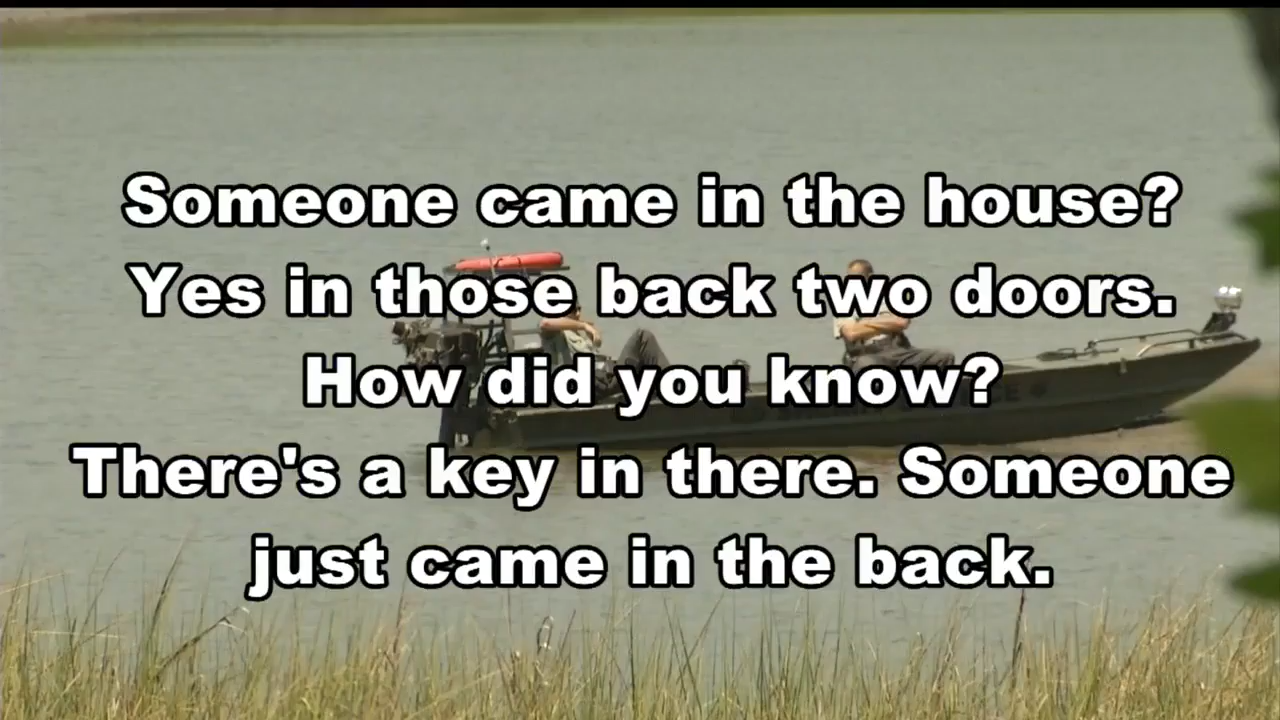 Someone came in the house?
Yes in those back two doors.
How did you know?
There's a key in there. Someone
just came in the back.